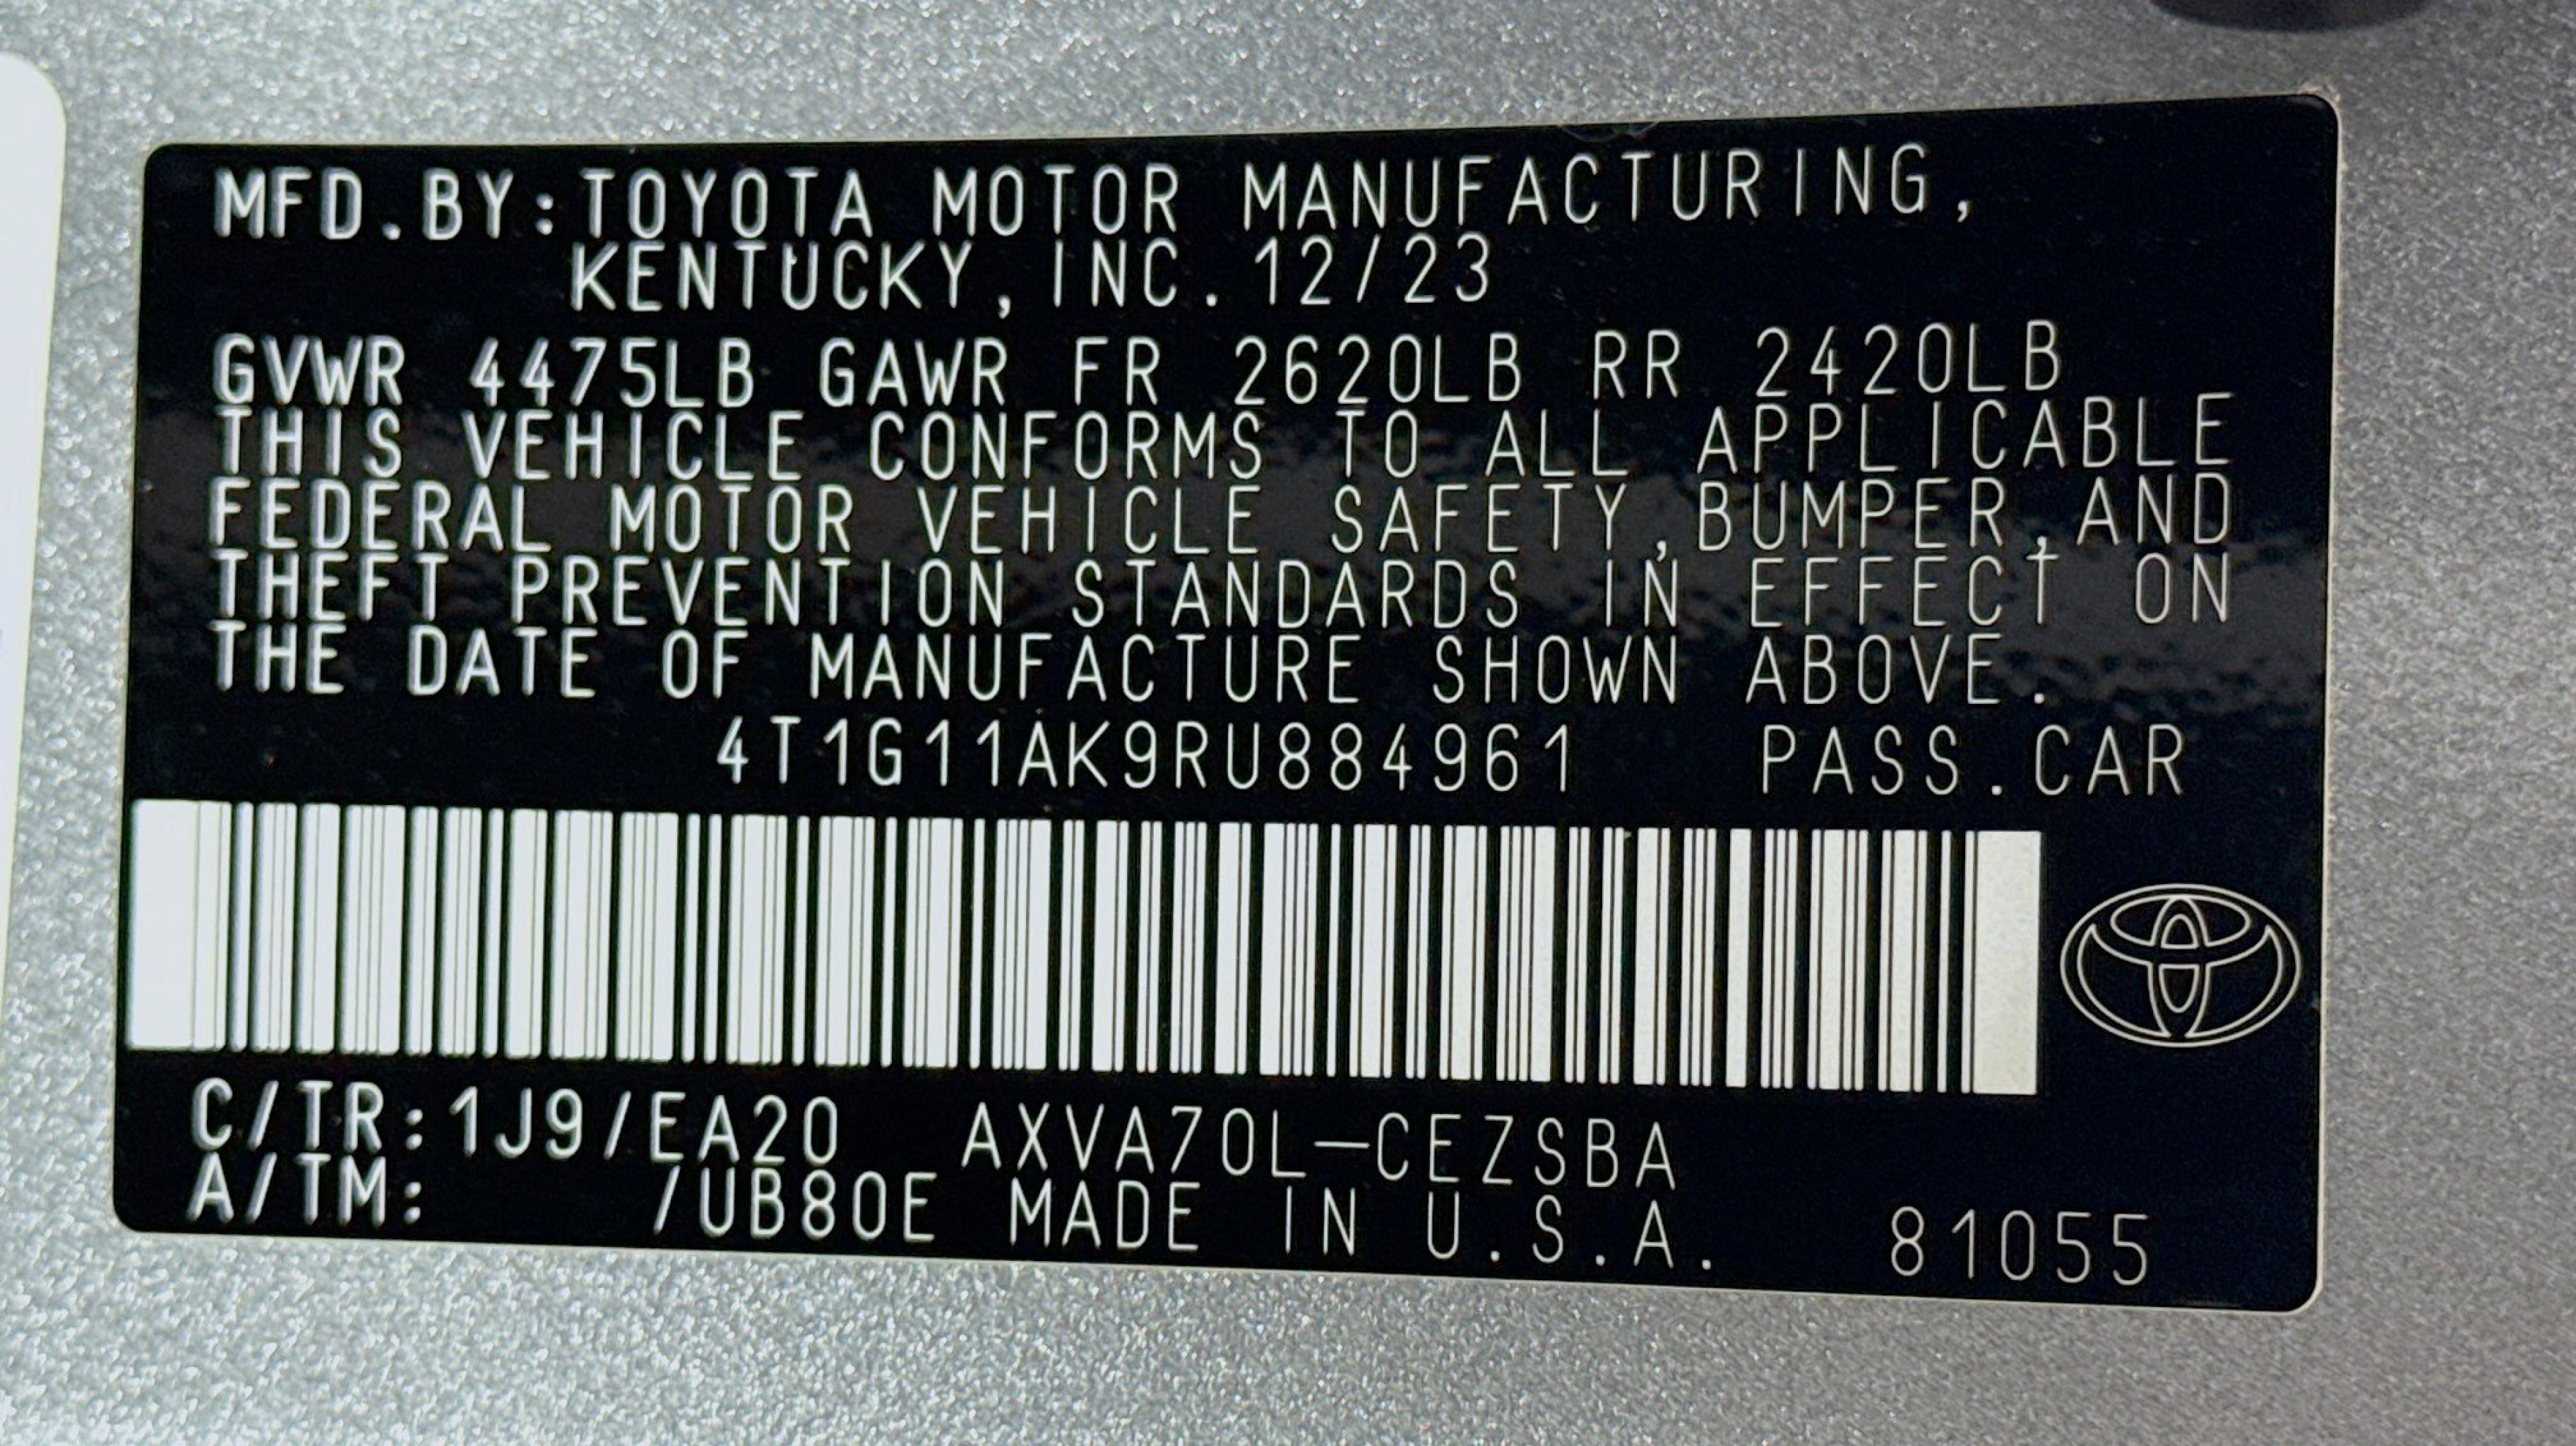 MFD.BY:TOYOTA MOTOR MANUFACTURING,
KENTUCKY, INC. 12/23
GVWR 4475LB GAWR FR 2620LB RR 2420LB
THIS VEHICLE CONFORMS TO ALL APPLICABLE
FEDERAL MOTOR VEHICLE SAFETY,BUMPER,AND
THEFT PREVENTION STANDARDS IN EFFECT ON
THE DATE OF MANUFACTURE SHOWN ABOVE.
4T1G11AK9RU884961 PASS.CAR
C/TR:1J9/EA20 AXVA70L-CEZSBA
A/TM: /UB80E MADE IN U.S.A. 81055